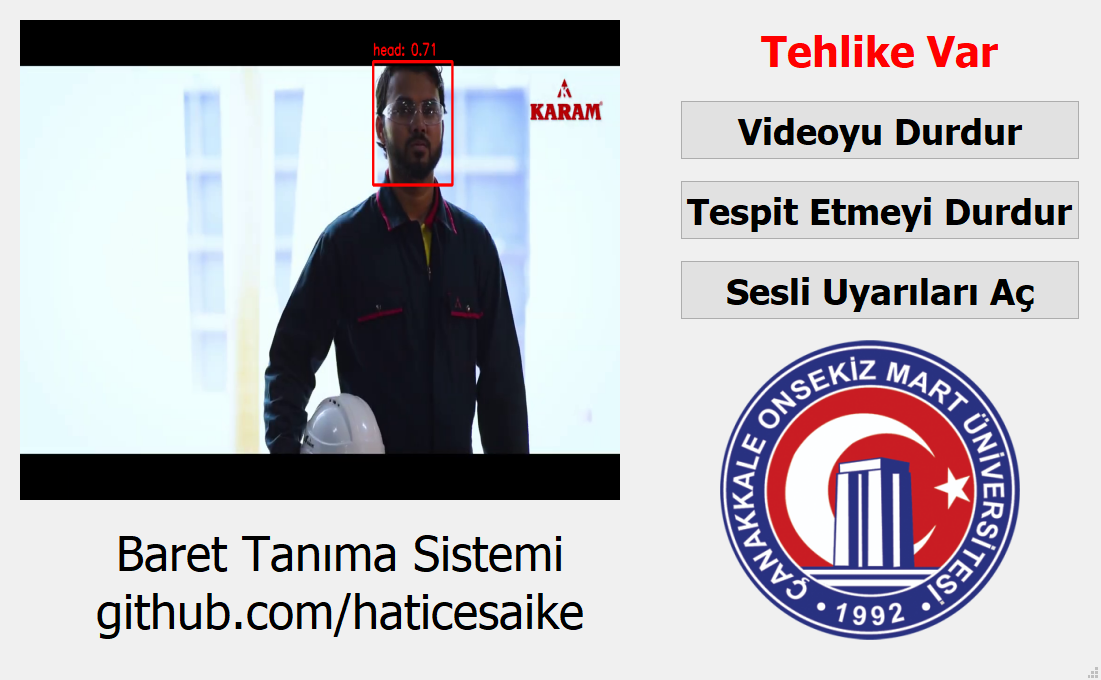 head: 0.71
KARAM®
Tehlike Var
Videoyu Durdur
Tespit Etmeyi Durdur
Sesli Uyarıları Aç
ÇANAKKALE ONSEKİZ MART ÜNİVERSİTESİ
• 1992 •
Baret Tanıma Sistemi
github.com/haticesaike